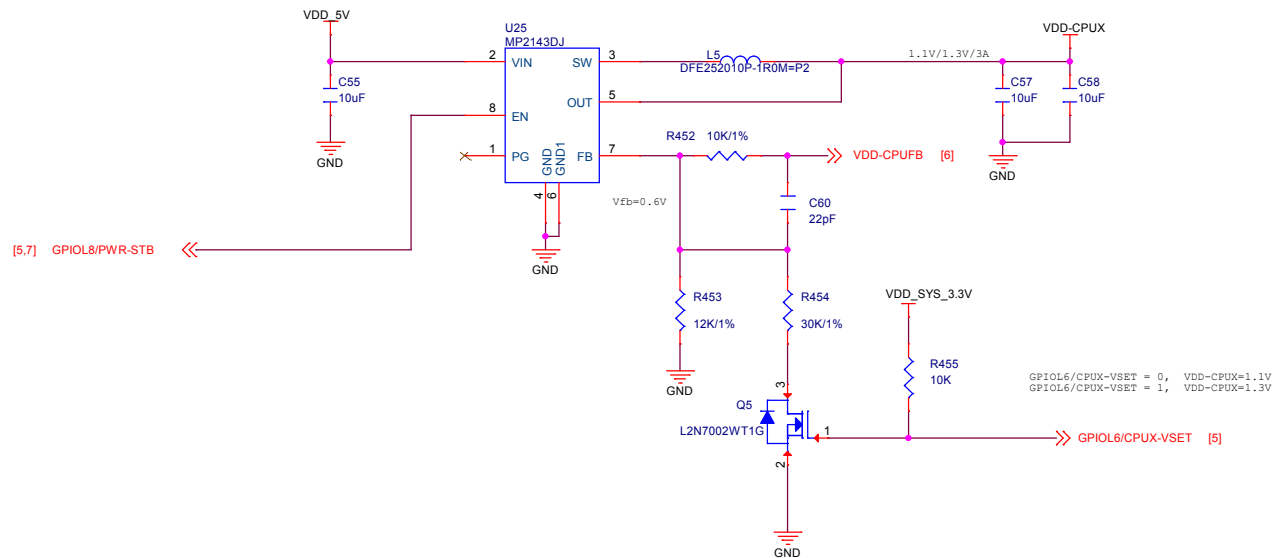 VDD_5V
U25
MP2143DJ
VDD-CPUX
2
VIN
SW
3
L5
DFE252010P-1R0M=P2
1.1V/1.3V/3A
C55
10uF
C57
10uF
C58
10uF
OUT
5
8
EN
GND
R452 10K/1%
1
PG
GND
GND1
FB
7
VDD-CPUFB [6]
GND
4
6
Vfb=0.6V
C60
22pF
[5,7] GPIOL8/PWR-STB
GND
R453
12K/1%
R454
30K/1%
VDD_SYS_3.3V
R455
10K
GND
GPIOL6/CPUX-VSET = 0, VDD-CPUX=1.1V
GPIOL6/CPUX-VSET = 1, VDD-CPUX=1.3V
3
Q5
L2N7002WT1G
1
GPIOL6/CPUX-VSET [5]
2
GND